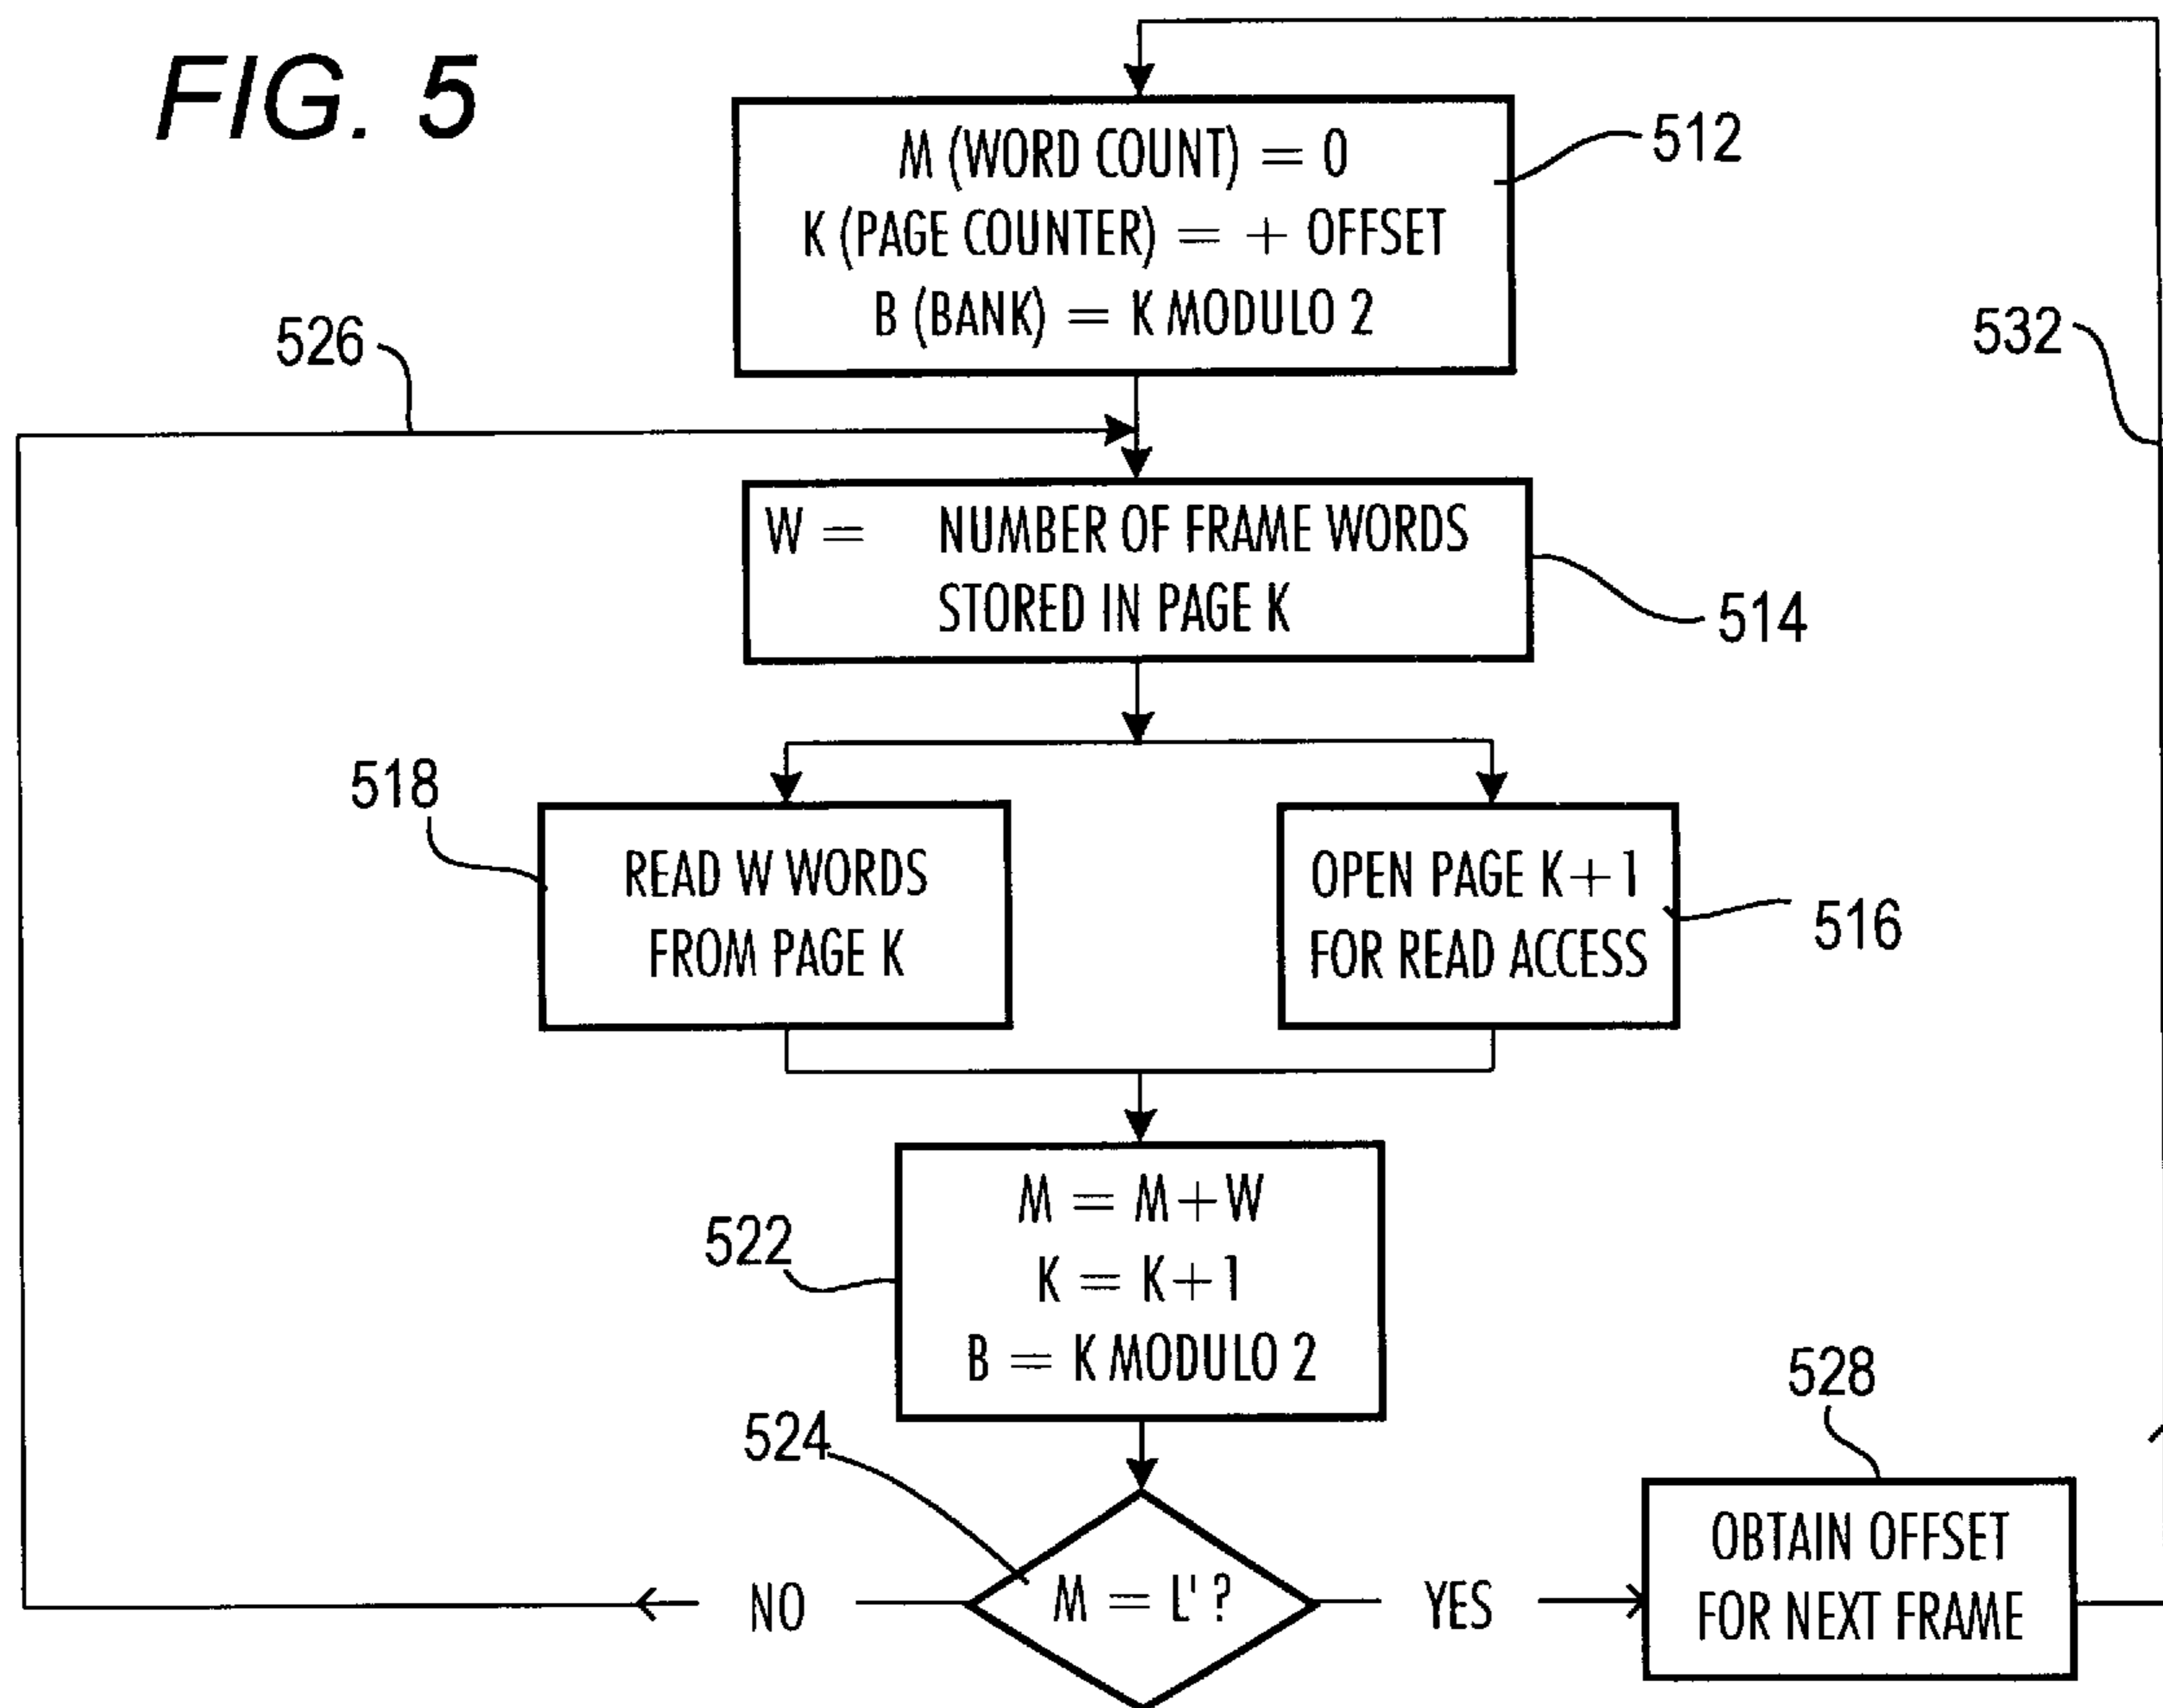 FIG. 5
M (WORD COUNT) = 0
K (PAGE COUNTER) = + OFFSET
B (BANK) = K MODULO 2
512
526
532
W = NUMBER OF FRAME WORDS
STORED IN PAGE K
514
518
READ W WORDS
FROM PAGE K
OPEN PAGE K+1
FOR READ ACCESS
516
M = M+W
K = K+1
B = K MODULO 2
522
524
528
M = L' ?
NO
YES
OBTAIN OFFSET
FOR NEXT FRAME